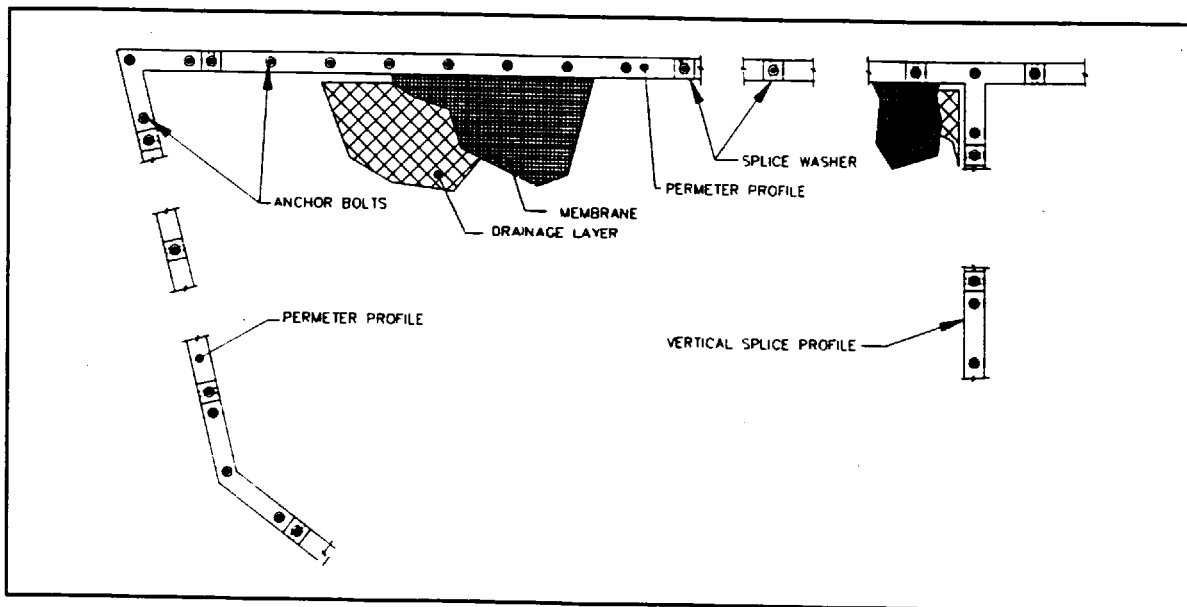 SPLICE WASHER
PERMETER PROFILE
ANCHOR BOLTS
MEMBRANE
DRAINAGE LAYER
PERMETER PROFILE
VERTICAL SPLICE PROFILE